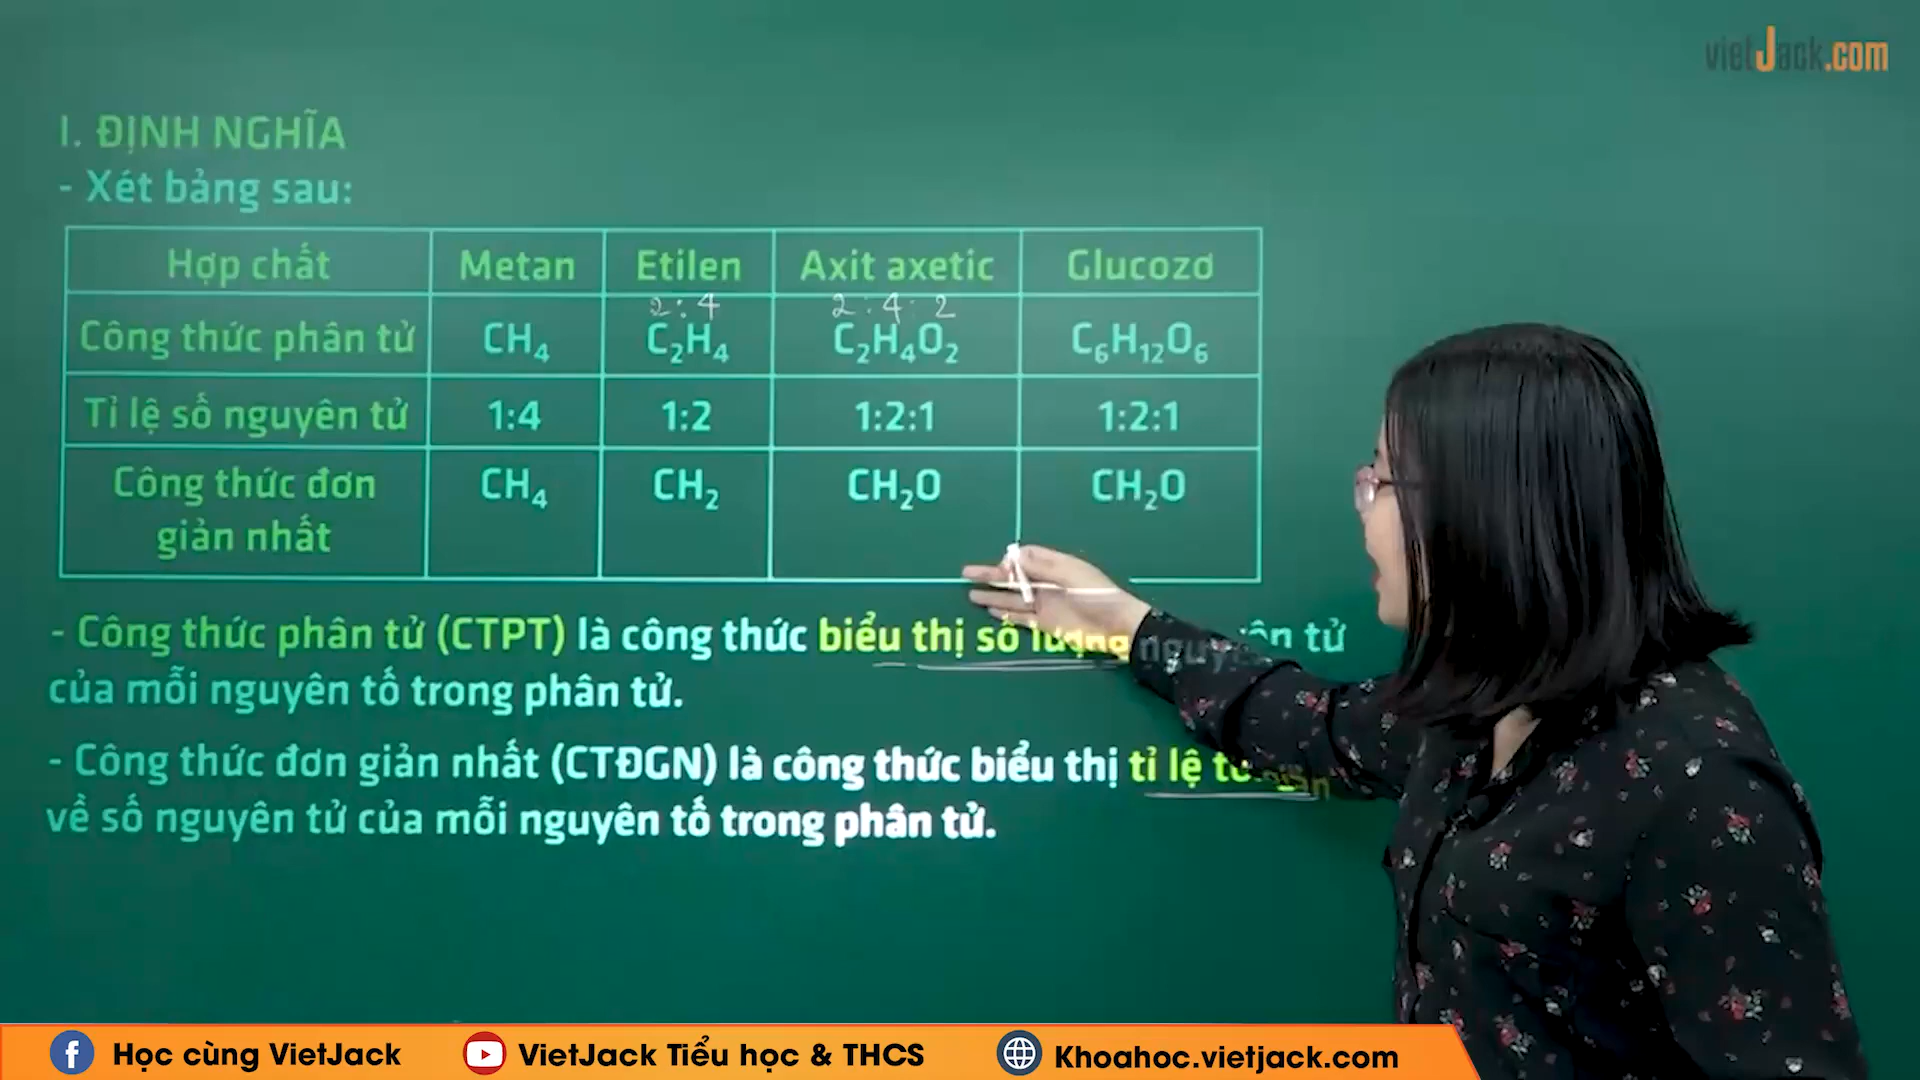 vietJack.com
I. ĐỊNH NGHĨA
- Xét bảng sau:
Hợp chất Metan Etilen Axit axetic Glucozơ
2 : 4 2 : 4 : 2
Công thức phân tử CH₄ C₂H₄ C₂H₄O₂ C₆H₁₂O₆
Tỉ lệ số nguyên tử 1:4 1:2 1:2:1 1:2:1
Công thức đơn CH₄ CH₂ CH₂O CH₂O
giản nhất
- Công thức phân tử (CTPT) là công thức biểu thị số lượng nguyên tử
của mỗi nguyên tố trong phân tử.
- Công thức đơn giản nhất (CTĐGN) là công thức biểu thị tỉ lệ
về số nguyên tử của mỗi nguyên tố trong phân tử.
Học cùng VietJack VietJack Tiểu học & THCS Khoahoc.vietjack.com